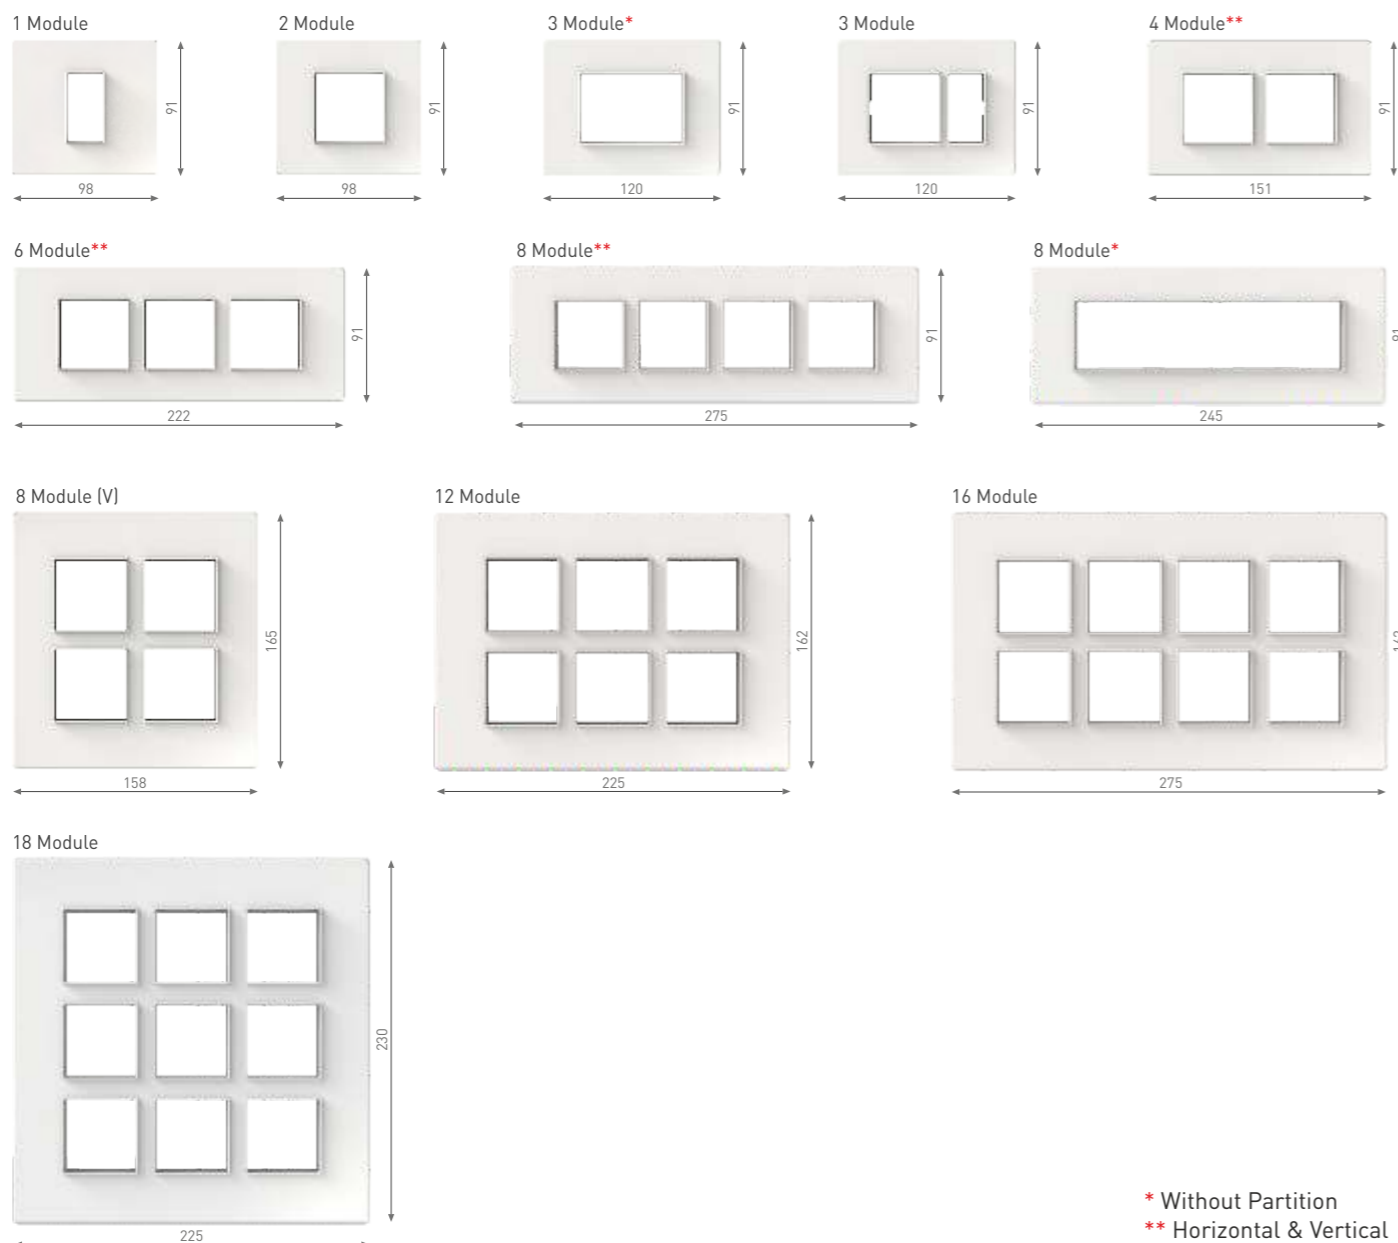 1 Module
2 Module
3 Module*
3 Module
4 Module**
91
91
91
91
91
98
98
120
120
151
6 Module**
8 Module**
8 Module*
91
91
91
222
275
245
8 Module (V)
12 Module
16 Module
165
162
158
225
275
18 Module
230
225
* Without Partition
** Horizontal & Vertical